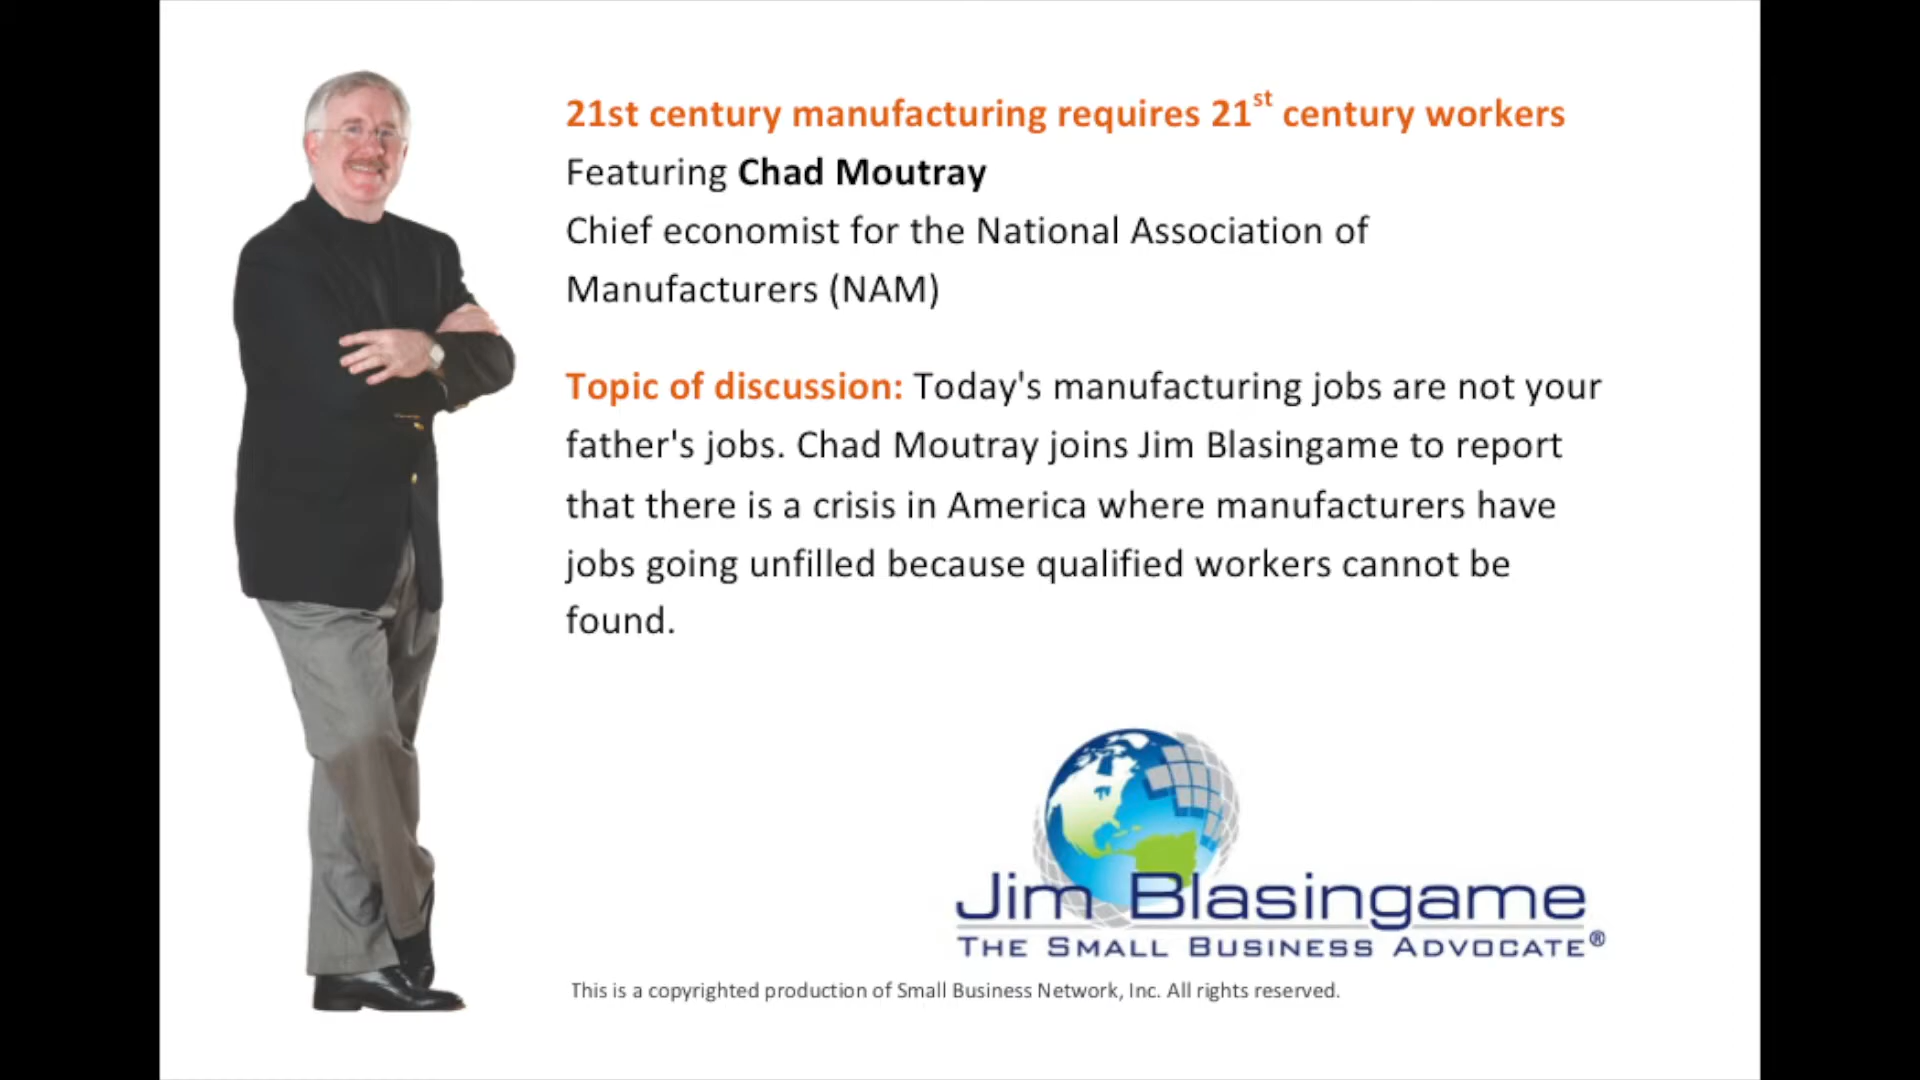 21st century manufacturing requires 21st century workers
Featuring Chad Moutray
Chief economist for the National Association of
Manufacturers (NAM)
Topic of discussion: Today's manufacturing jobs are not your
father's jobs. Chad Moutray joins Jim Blasingame to report
that there is a crisis in America where manufacturers have
jobs going unfilled because qualified workers cannot be
found.
Jim Blasingame
THE SMALL BUSINESS ADVOCATE®
This is a copyrighted production of Small Business Network, Inc. All rights reserved.